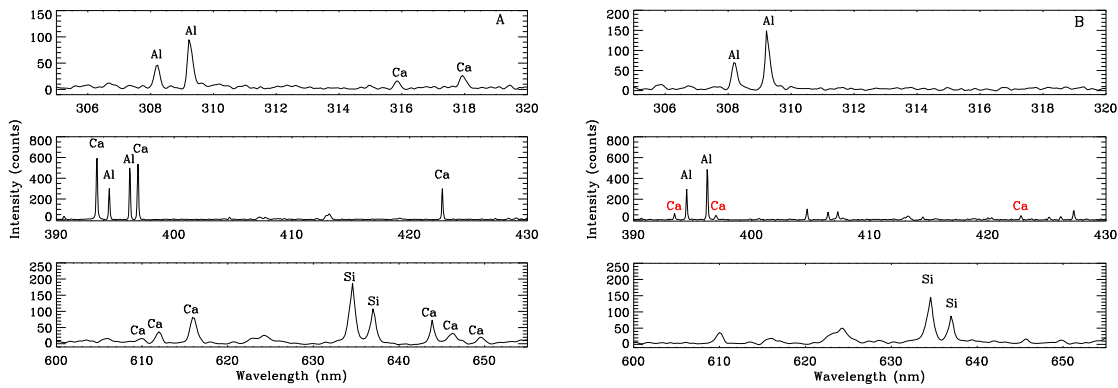 A
150
100
50
0
Al
Al
Ca
Ca
306 308 310 312 314 316 318 320
800
600
400
200
0
Ca
Al
Al
Ca
Ca
390 400 410 420 430
Intensity (counts)
250
200
150
100
50
0
Ca
Ca
Ca
Si
Si
Ca
Ca
Ca
600 610 620 630 640 650
Wavelength (nm)
B
200
150
100
50
0
Al
Al
306 308 310 312 314 316 318 320
800
600
400
200
0
Ca
Al
Al
Ca
Ca
390 400 410 420 430
Intensity (counts)
250
200
150
100
50
0
Si
Si
600 610 620 630 640 650
Wavelength (nm)